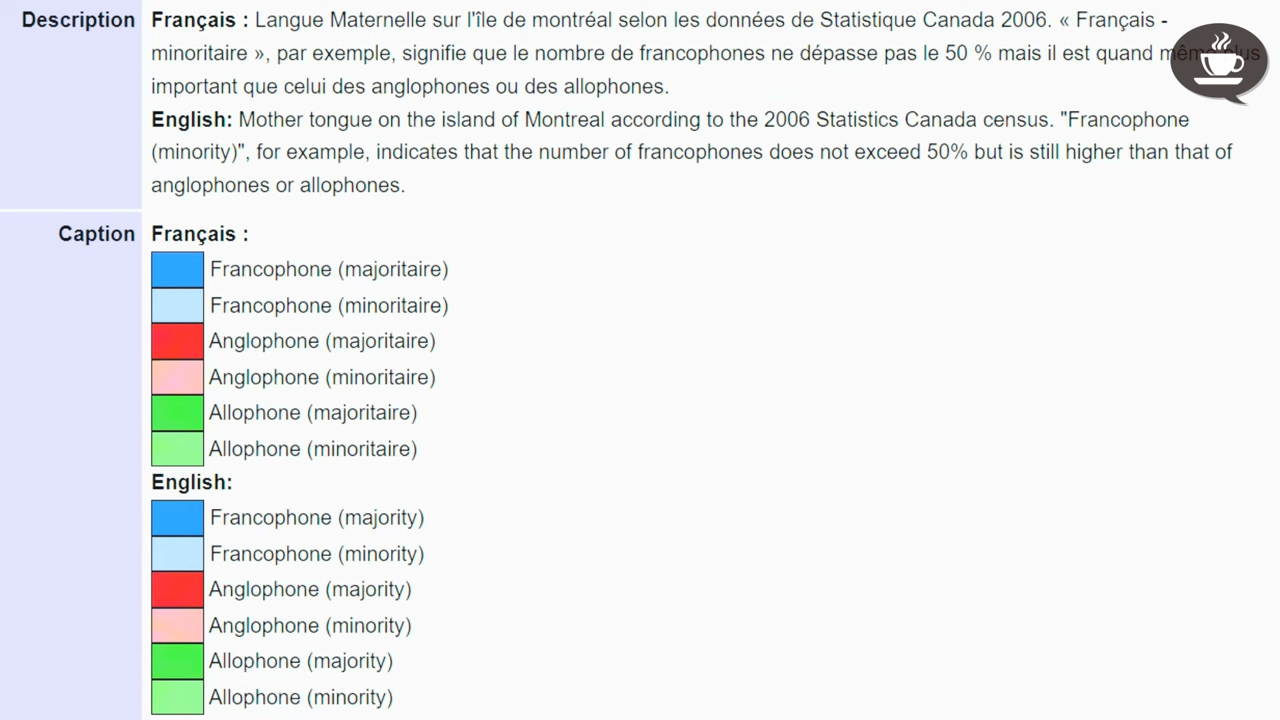 Description
Français : Langue Maternelle sur l'île de montréal selon les données de Statistique Canada 2006. « Français -
minoritaire », par exemple, signifie que le nombre de francophones ne dépasse pas le 50 % mais il est quand même plus
important que celui des anglophones ou des allophones.
English: Mother tongue on the island of Montreal according to the 2006 Statistics Canada census. "Francophone
(minority)", for example, indicates that the number of francophones does not exceed 50% but is still higher than that of
anglophones or allophones.
Caption
Français :
Francophone (majoritaire)
Francophone (minoritaire)
Anglophone (majoritaire)
Anglophone (minoritaire)
Allophone (majoritaire)
Allophone (minoritaire)
English:
Francophone (majority)
Francophone (minority)
Anglophone (majority)
Anglophone (minority)
Allophone (majority)
Allophone (minority)